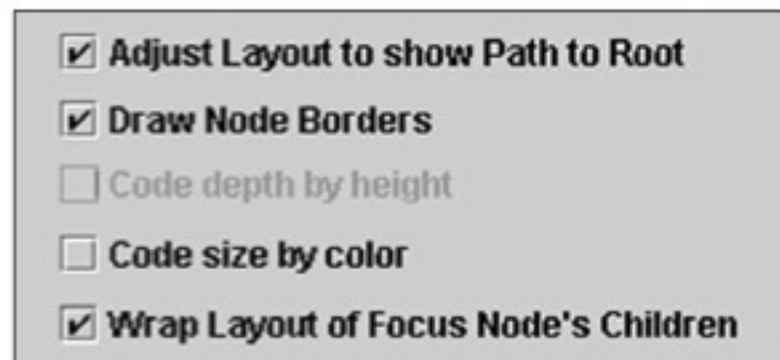 Adjust Layout to show Path to Root
Draw Node Borders
Code depth by height
Code size by color
Wrap Layout of Focus Node's Children